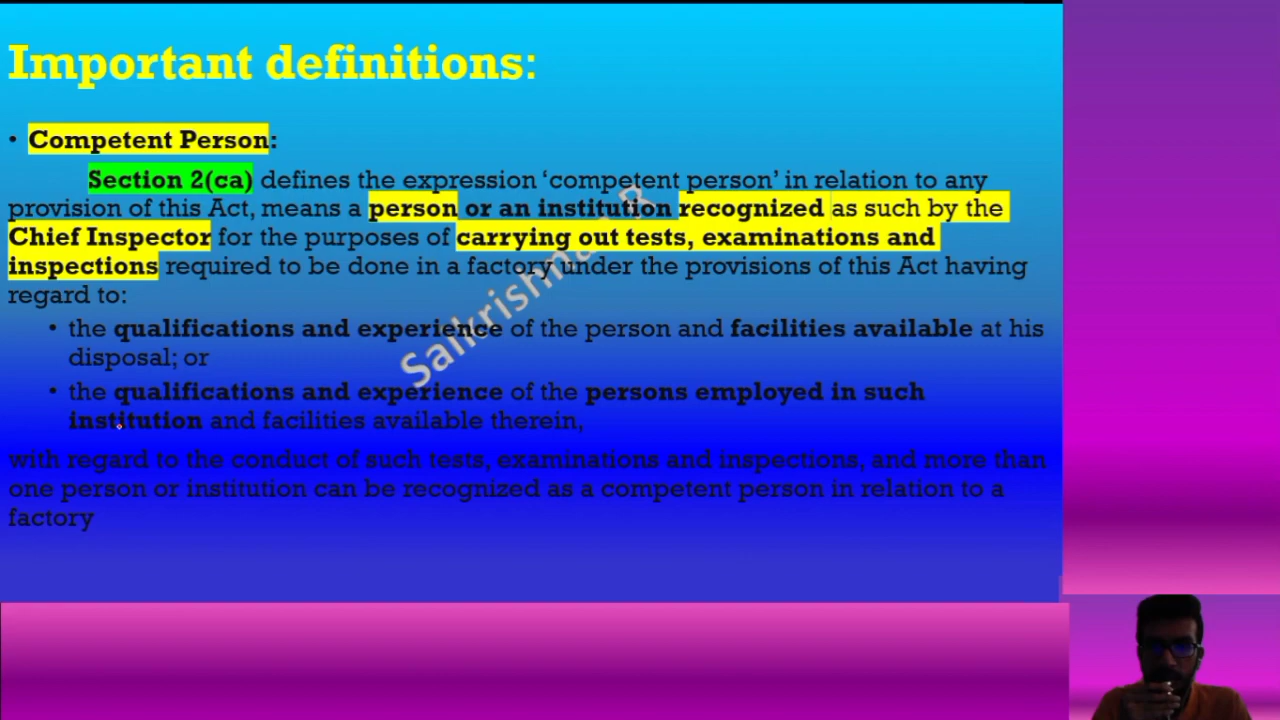 Important definitions:
• Competent Person:
Section 2(ca) defines the expression ‘competent person’ in relation to any
provision of this Act, means a person or an institution recognized as such by the
Chief Inspector for the purposes of carrying out tests, examinations and
inspections required to be done in a factory under the provisions of this Act having
regard to:
• the qualifications and experience of the person and facilities available at his
disposal; or
• the qualifications and experience of the persons employed in such
institution and facilities available therein,
with regard to the conduct of such tests, examinations and inspections, and more than
one person or institution can be recognized as a competent person in relation to a
factory
Saikrishnan R